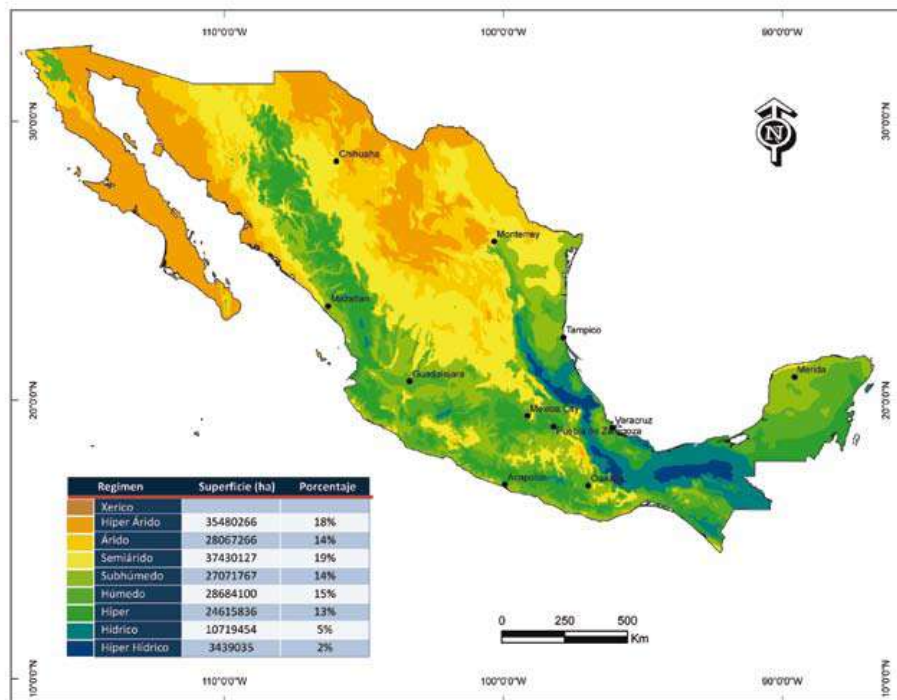 110°0'0"W 100°0'0"W 90°0'0"W
30°0'0"N 30°0'0"N
N
Chihuaha
Monterrey
Mazatlan
Tampico
Guadalajara
Merida
20°0'0"N 20°0'0"N
Mexico City
Veracruz
Puebla de Zaragoza
Acapulco
Oaxaca
Regimen Superficie (ha) Porcentaje
Xerico
Híper Árido 35480266 18%
Árido 28067266 14%
Semiárido 37430127 19%
Subhúmedo 27071767 14%
Húmedo 28684100 15%
Híper 24615836 13%
Hídrico 10719454 5%
Híper Hídrico 3439035 2%
0 250 500
Km
10°0'0"N 10°0'0"N
110°0'0"W 100°0'0"W 90°0'0"W